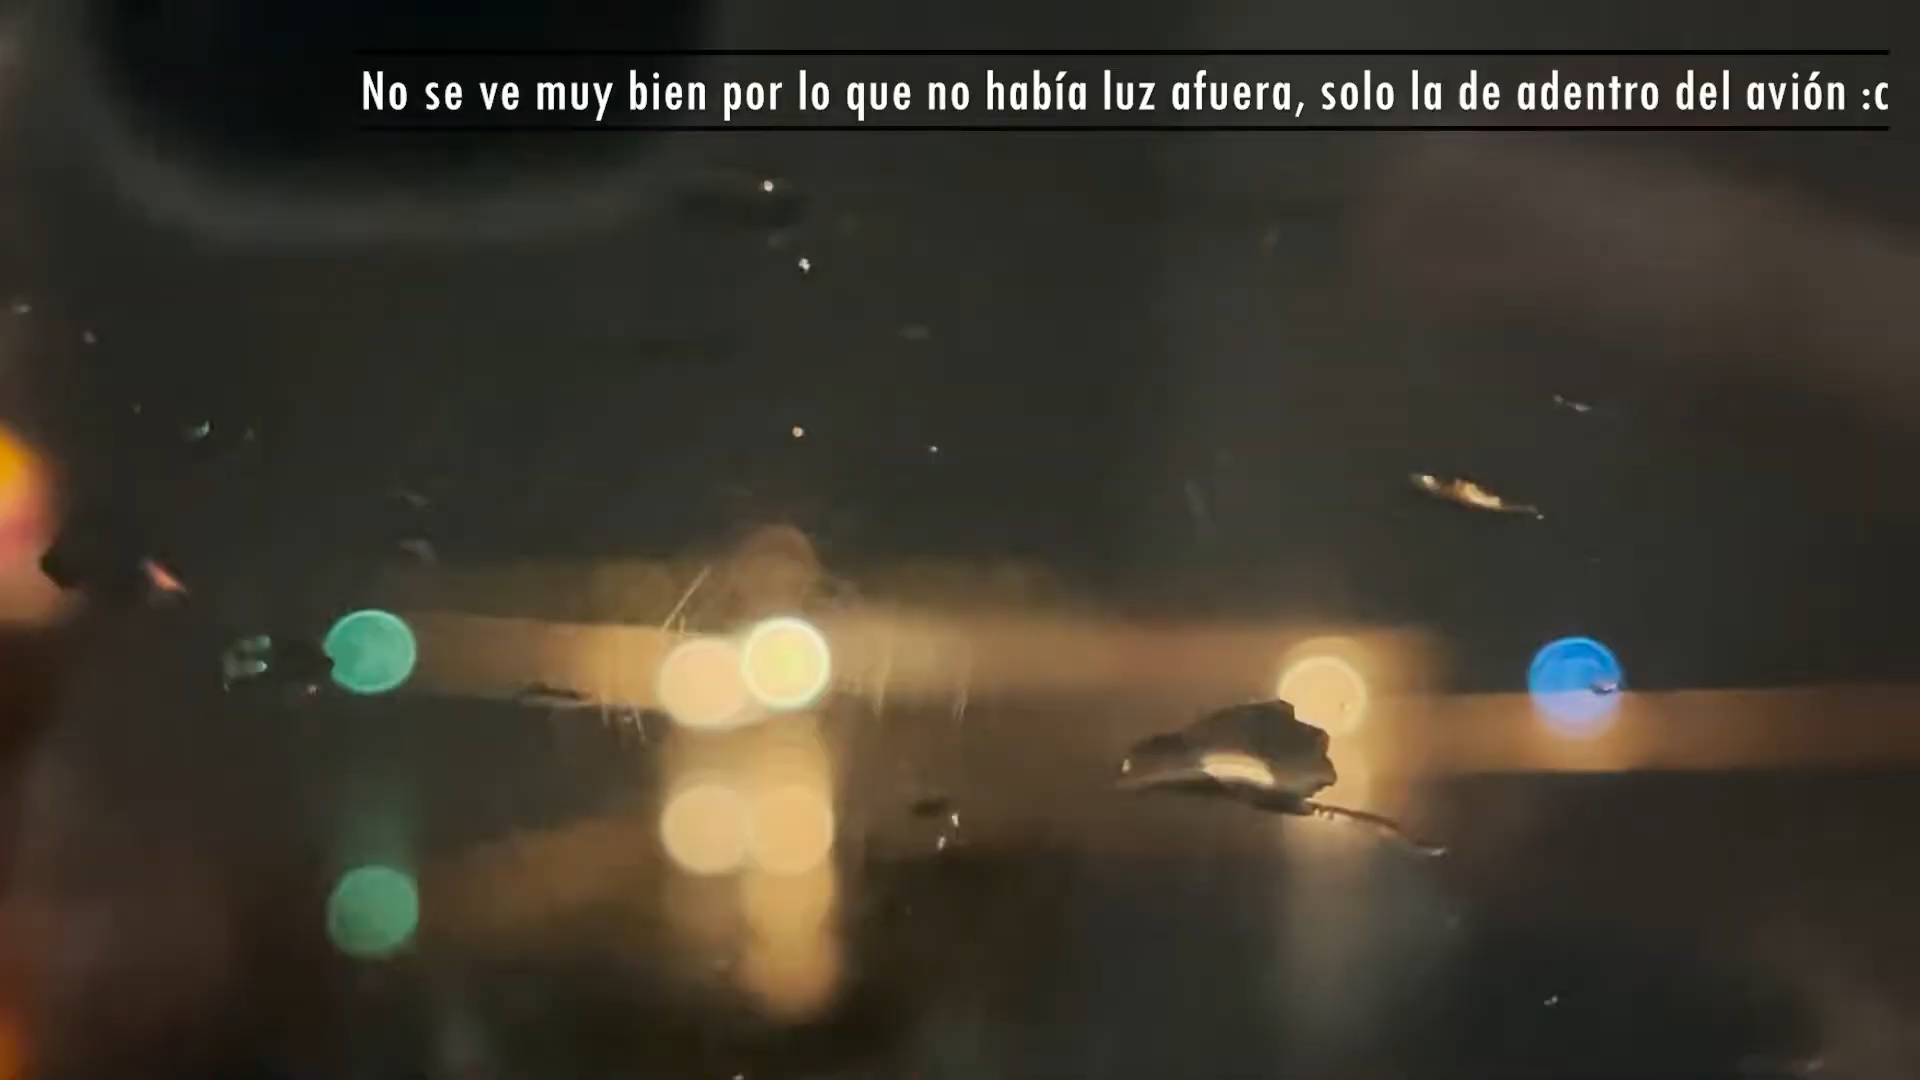 No se ve muy bien por lo que no había luz afuera, solo la de adentro del avión :c